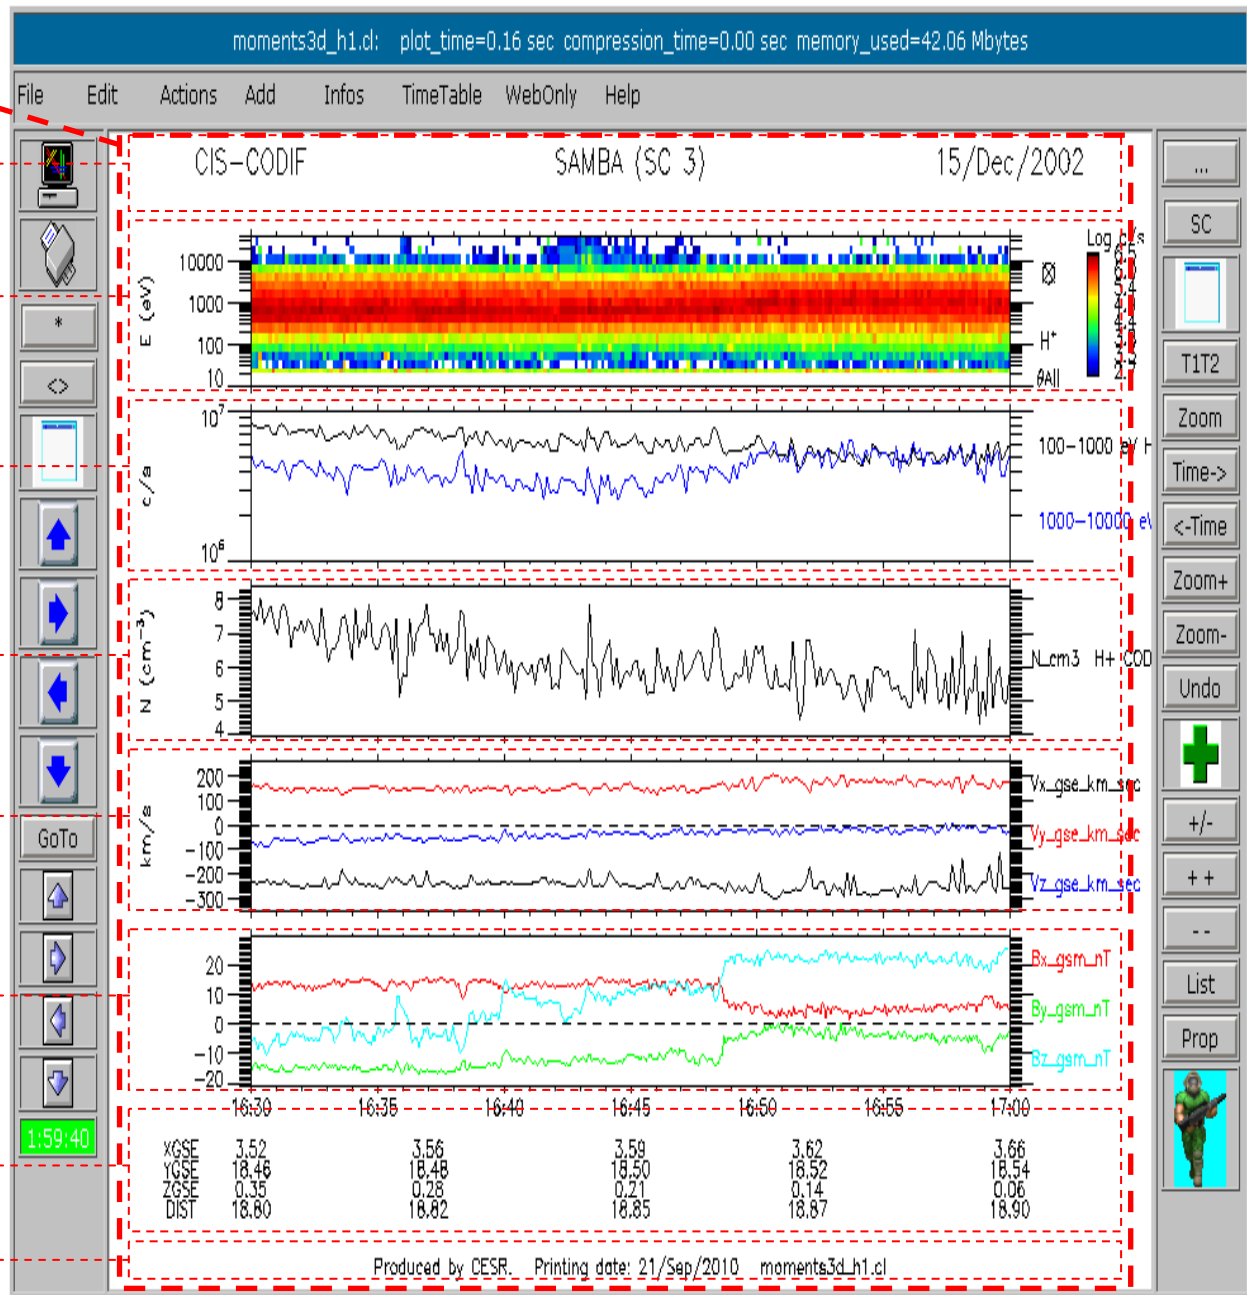 moments3d_h1.cl:   plot_time=0.16 sec compression_time=0.00 sec memory_used=42.06 Mbytes
File Edit Actions Add Infos TimeTable WebOnly Help
CIS-CODIF SAMBA (SC 3) 15/Dec/2002
...
SC
T1T2
Zoom
Time->
<-Time
Zoom+
Zoom-
Undo
+/-
+ +
- -
List
Prop
*
<>
GoTo
1:59:40
E (eV)
10000
1000
100
10
Log
H+
θAll
c/s
10^7
10^6
100-1000 eV H
1000-10000 eV
N (cm^-3)
8
7
6
5
4
N_cm3 H+ COD
km/s
200
100
0
-100
-200
-300
Vx_gse_km_sec
Vy_gse_km_sec
Vz_gse_km_sec
20
10
0
-10
-20
Bx_gsm_nT
By_gsm_nT
Bz_gsm_nT
16:30 16:35 16:40 16:45 16:50 16:55 17:00
XGSE 3.52 3.56 3.59 3.62 3.66
YGSE 18.46 18.48 18.50 18.52 18.54
ZGSE 0.35 0.28 0.21 0.14 0.06
DIST 18.80 18.82 18.85 18.87 18.90
Produced by CESR. Printing date: 21/Sep/2010 moments3d_h1.cl